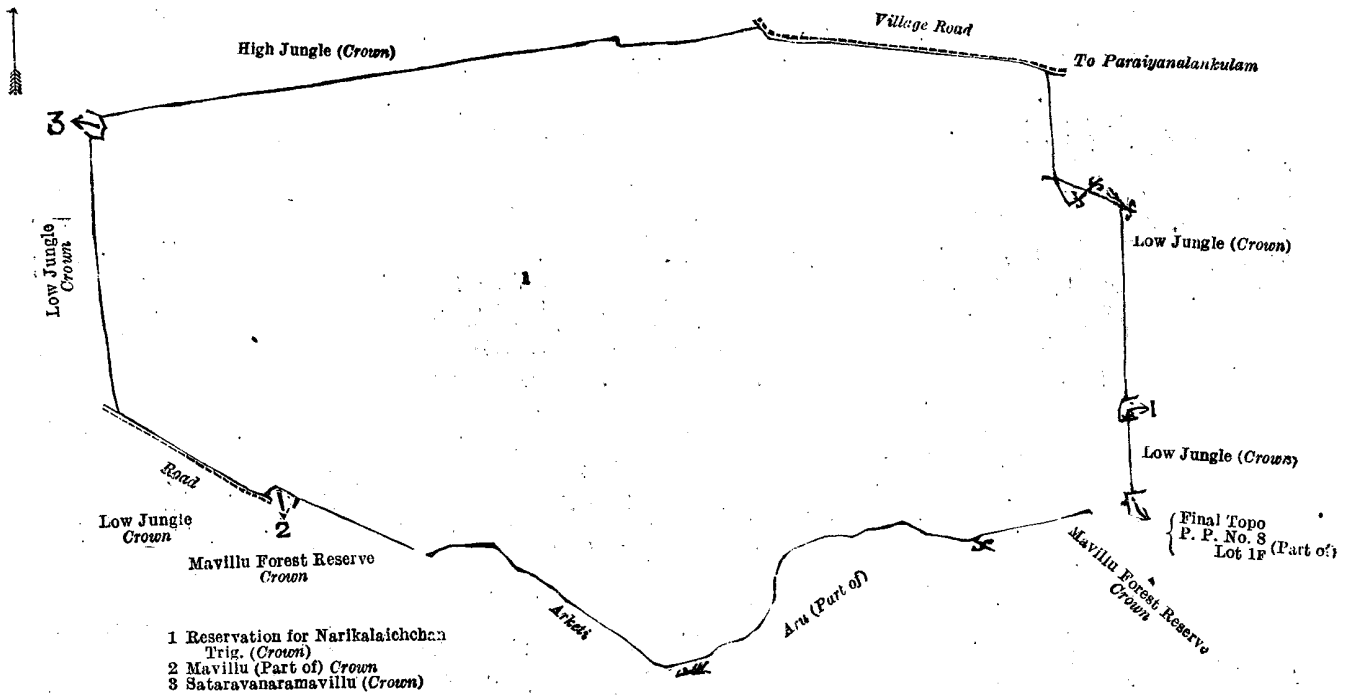 High Jungle (Crown)
Village Road
To Paraiyanalankulam
3
Low Jungle
Crown
1
Low Jungle (Crown)
1
Low Jungle (Crown)
Road
2
Low Jungle
Crown
Mavillu Forest Reserve
Crown
Final Topo
P. P. No. 8
Lot 1F (Part of)
Mavillu Forest Reserve
Crown
Aru (Part of)
Arketi
1 Reservation for Narikalaichchan
Trig. (Crown)
2 Mavillu (Part of) Crown
3 Sataravanaramavillu (Crown)